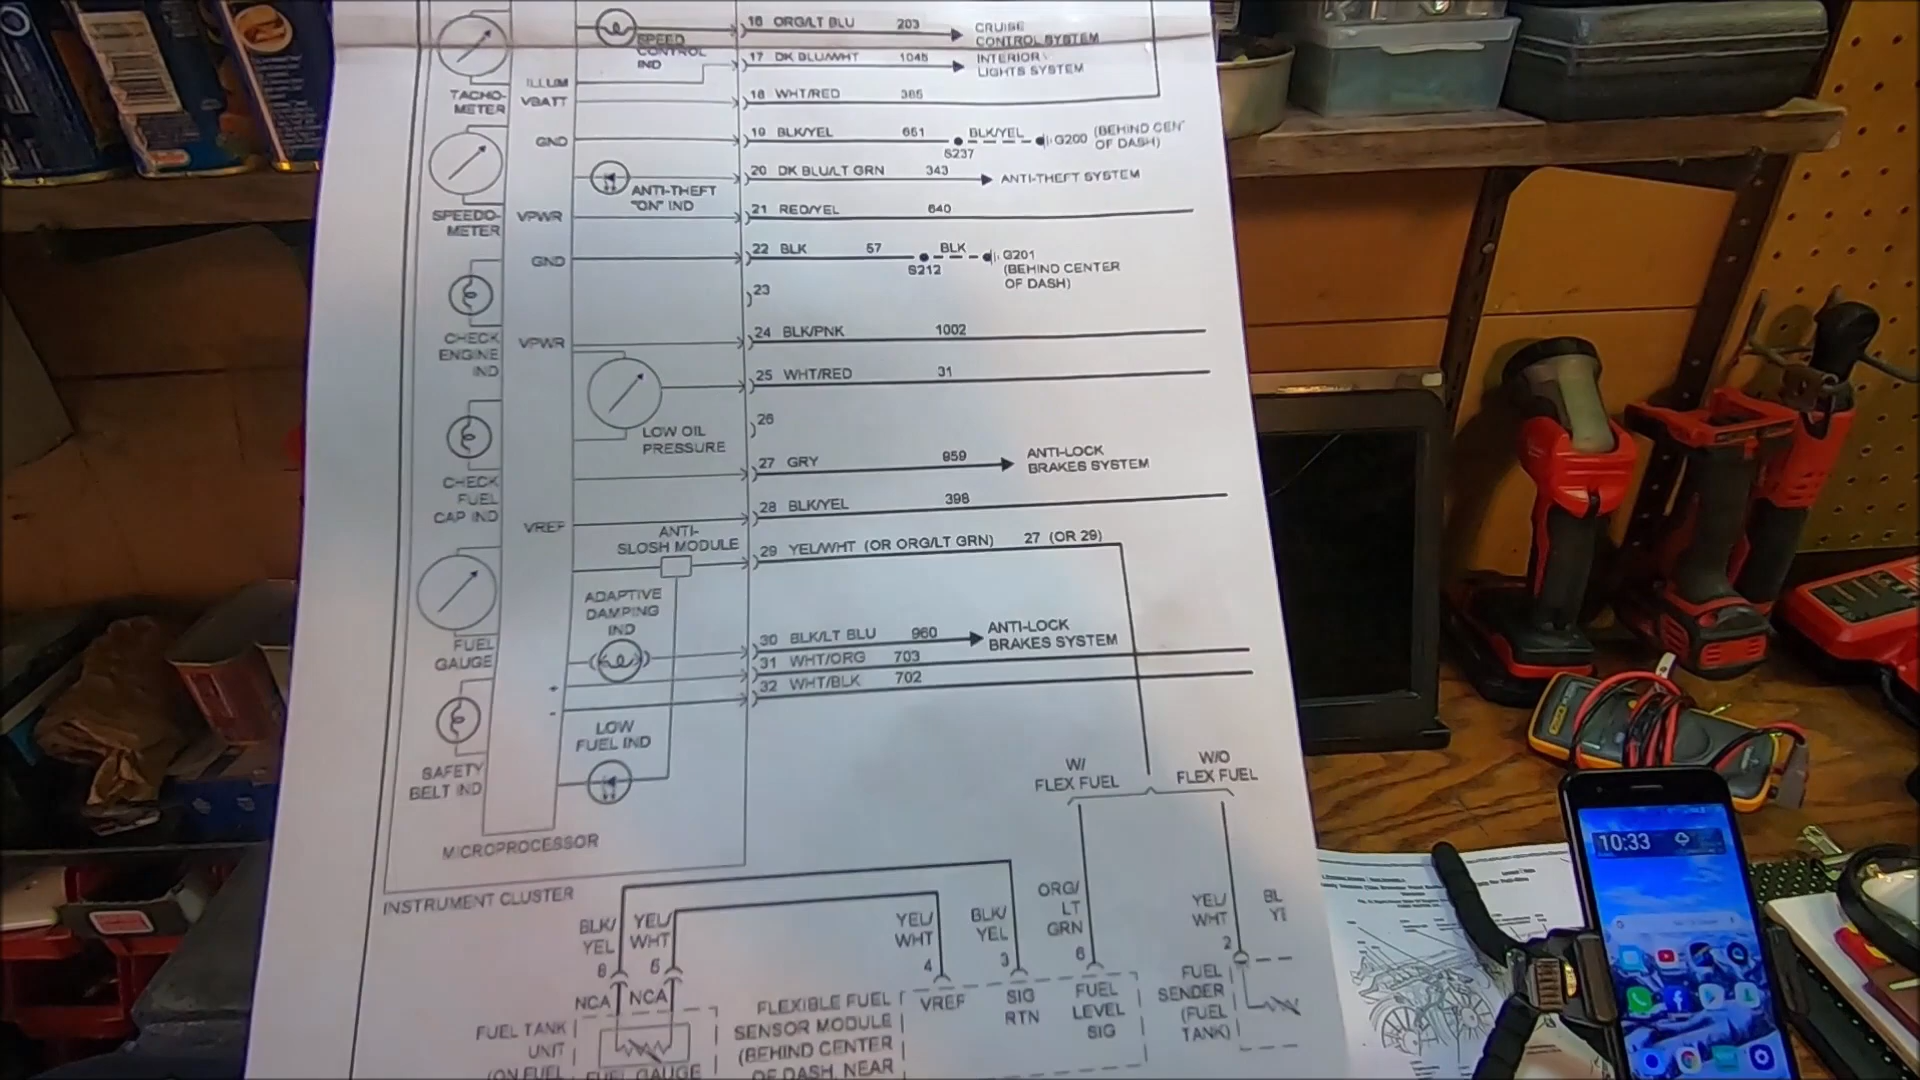 16 ORG/LT BLU 203
CRUISE
CONTROL SYSTEM
SPEED
CONTROL
IND
17 DK BLU/WHT 1045
INTERIOR
LIGHTS SYSTEM
ILLUM
TACHO-
METER
VBATT
18 WHT/RED 385
GND
19 BLK/YEL 651
BLK/YEL
G200
(BEHIND CEN
OF DASH)
S237
20 DK BLU/LT GRN 343
ANTI-THEFT SYSTEM
ANTI-THEFT
"ON" IND
SPEEDO-
METER
VPWR
21 RED/YEL 640
GND
22 BLK 57
BLK
G201
(BEHIND CENTER
OF DASH)
S212
23
CHECK
ENGINE
IND
VPWR
24 BLK/PNK 1002
25 WHT/RED 31
LOW OIL
PRESSURE
26
27 GRY 959
ANTI-LOCK
BRAKES SYSTEM
CHECK
FUEL
CAP IND
VREF
28 BLK/YEL 398
ANTI-
SLOSH MODULE
29 YEL/WHT (OR ORG/LT GRN) 27 (OR 29)
ADAPTIVE
DAMPING
IND
30 BLK/LT BLU 960
ANTI-LOCK
BRAKES SYSTEM
FUEL
GAUGE
31 WHT/ORG 703
+
32 WHT/BLK 702
-
LOW
FUEL IND
SAFETY
BELT IND
W/
FLEX FUEL
W/O
FLEX FUEL
MICROPROCESSOR
INSTRUMENT CLUSTER
BLK/
YEL
6
YEL/
WHT
5
YEL/
WHT
4
BLK/
YEL
3
ORG/
LT
GRN
6
YEL/
WHT
2
BL
YE
NCA
NCA
FUEL TANK
UNIT
(ON FUEL
FUEL GAUGE
FLEXIBLE FUEL
SENSOR MODULE
(BEHIND CENTER
OF DASH, NEAR
VREF
SIG
RTN
FUEL
LEVEL
SIG
FUEL
SENDER
(FUEL
TANK)
10:33